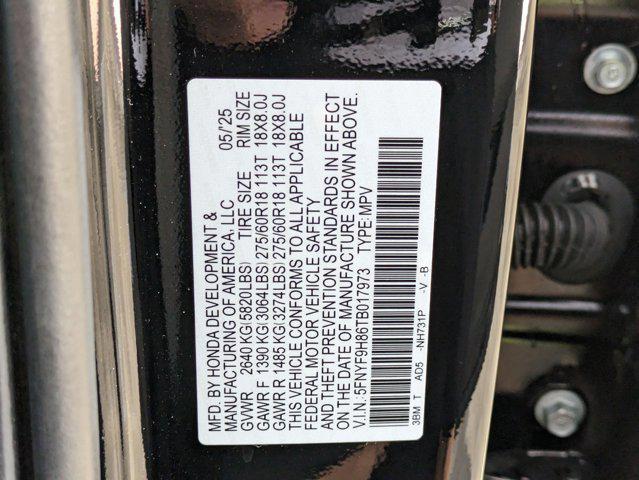 MFD. BY HONDA DEVELOPMENT &
MANUFACTURING OF AMERICA, LLC 05/'25
GVWR 2640 KG(5820LBS) TIRE SIZE RIM SIZE
GAWR F 1390 KG(3064LBS) 275/60R18 113T 18X8.0J
GAWR R 1485 KG(3274LBS) 275/60R18 113T 18X8.0J
THIS VEHICLE CONFORMS TO ALL APPLICABLE
FEDERAL MOTOR VEHICLE SAFETY
AND THEFT PREVENTION STANDARDS IN EFFECT
ON THE DATE OF MANUFACTURE SHOWN ABOVE.
V.I.N.: 5FNYF9H86TB017973 TYPE: MPV
3BM T AD5 -NH731P -V -B